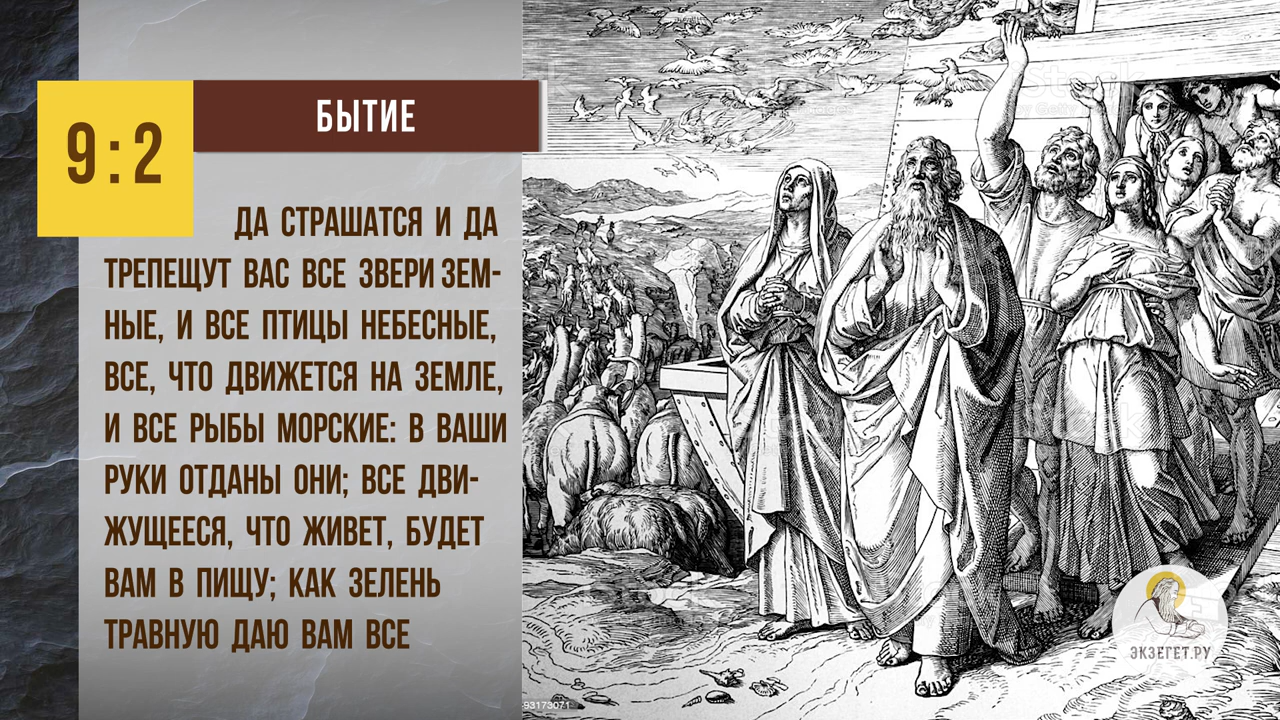 9:2
БЫТИЕ
ДА СТРАШАТСЯ И ДА
ТРЕПЕЩУТ ВАС ВСЕ ЗВЕРИ ЗЕМ-
НЫЕ, И ВСЕ ПТИЦЫ НЕБЕСНЫЕ,
ВСЕ, ЧТО ДВИЖЕТСЯ НА ЗЕМЛЕ,
И ВСЕ РЫБЫ МОРСКИЕ: В ВАШИ
РУКИ ОТДАНЫ ОНИ; ВСЕ ДВИ-
ЖУЩЕЕСЯ, ЧТО ЖИВЕТ, БУДЕТ
ВАМ В ПИЩУ; КАК ЗЕЛЕНЬ
ТРАВНУЮ ДАЮ ВАМ ВСЕ
ЭКЗЕГЕТ.РУ
-93173071